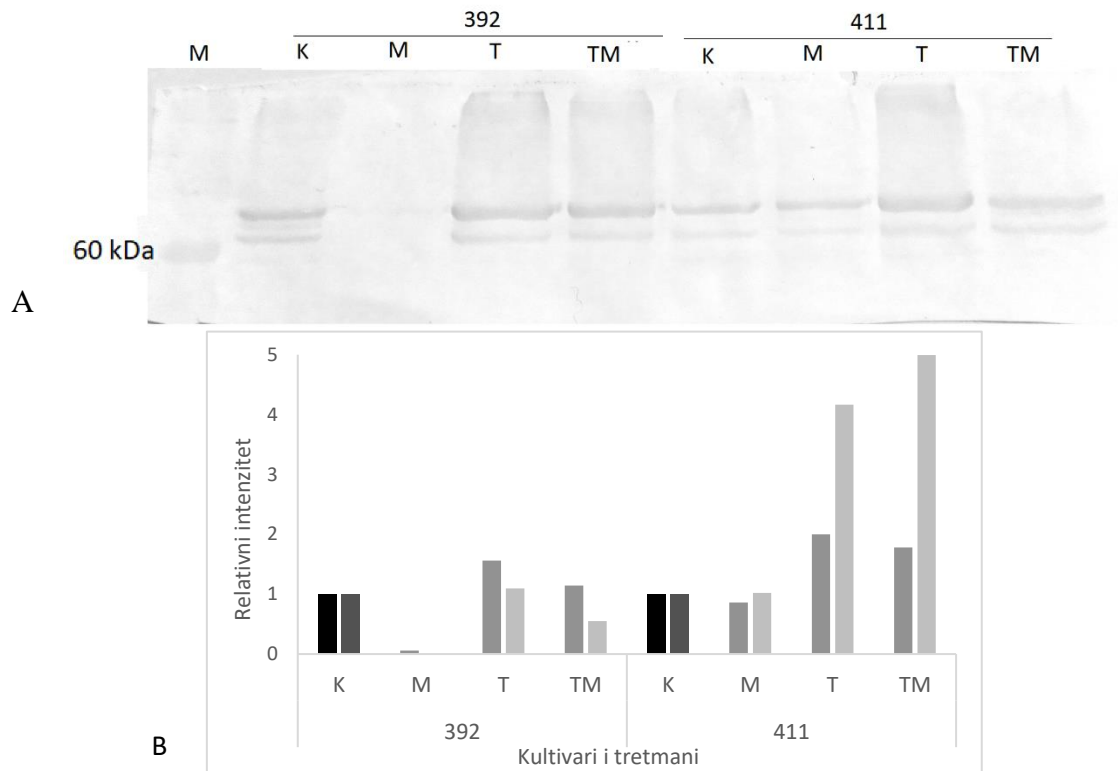 392 411
M K M T TM K M T TM
60 kDa
A
5
4
3
2
1
0
Relativni intenzitet
K M T TM K M T TM
392 411
Kultivari i tretmani
B